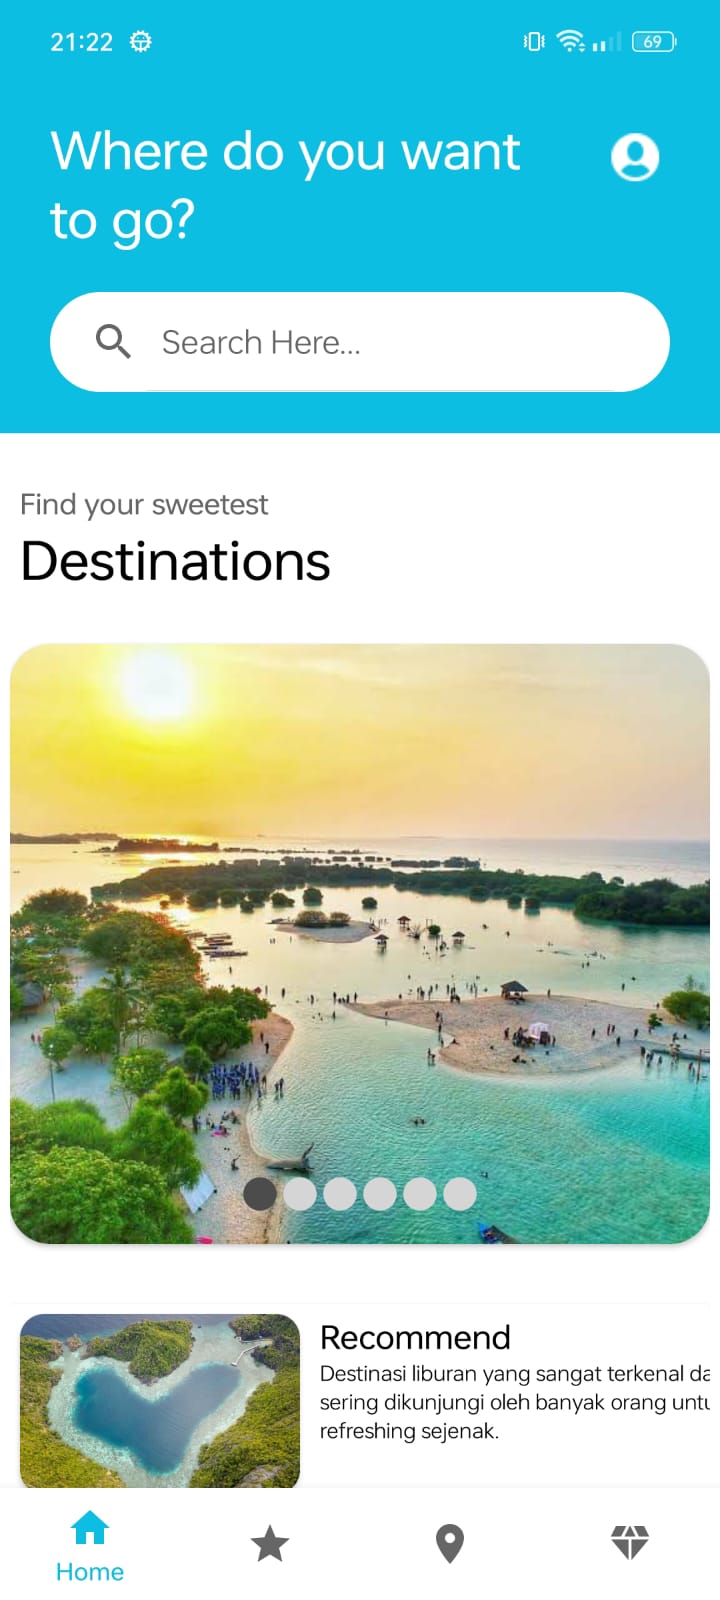 21:22
69
Where do you want
to go?
Search Here...
Find your sweetest
Destinations
Recommend
Destinasi liburan yang sangat terkenal da
sering dikunjungi oleh banyak orang untu
refreshing sejenak.
Home